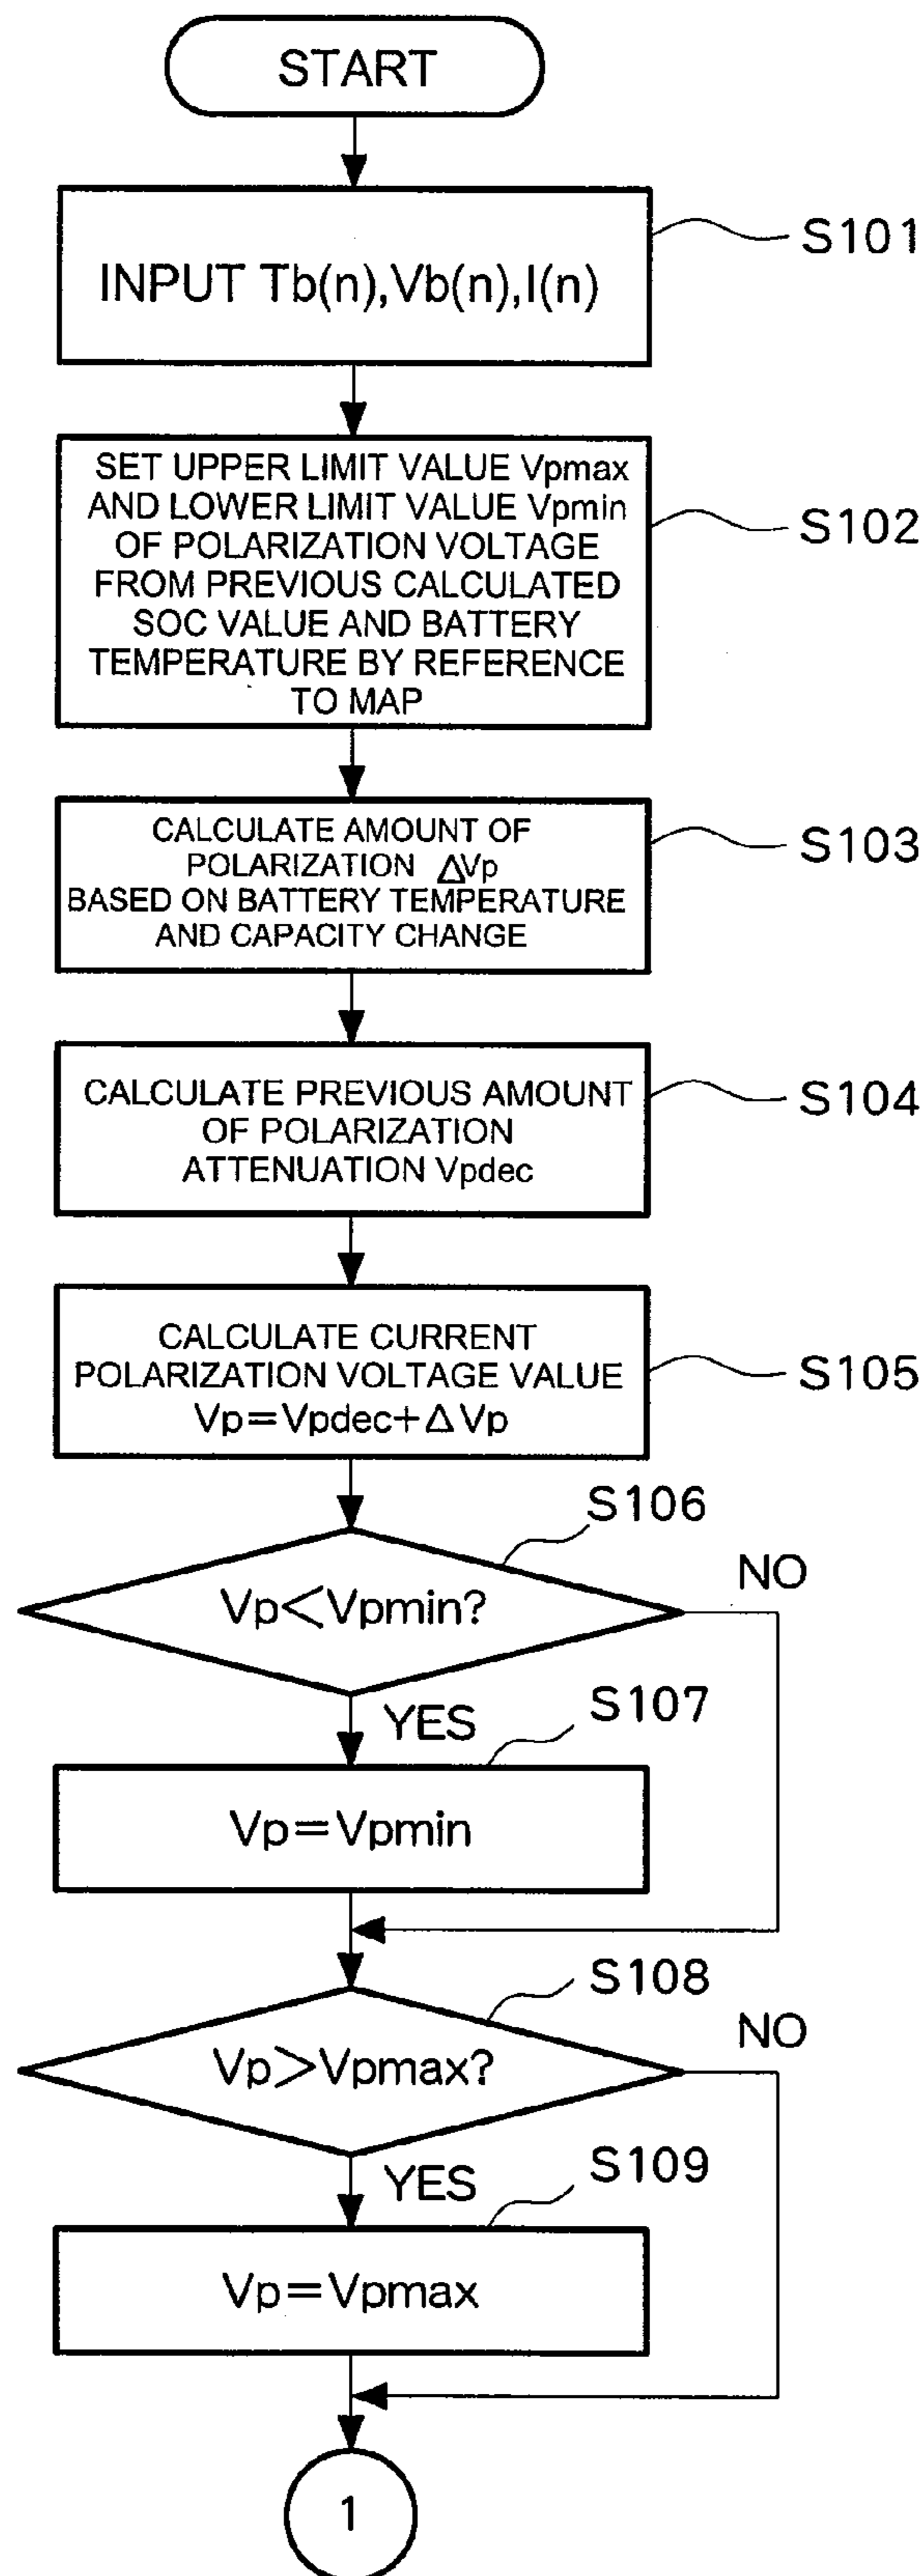 START
INPUT Tb(n),Vb(n),I(n)
S101
SET UPPER LIMIT VALUE Vpmax
AND LOWER LIMIT VALUE Vpmin
OF POLARIZATION VOLTAGE
FROM PREVIOUS CALCULATED
SOC VALUE AND BATTERY
TEMPERATURE BY REFERENCE
TO MAP
S102
CALCULATE AMOUNT OF
POLARIZATION ΔVp
BASED ON BATTERY TEMPERATURE
AND CAPACITY CHANGE
S103
CALCULATE PREVIOUS AMOUNT
OF POLARIZATION
ATTENUATION Vpdec
S104
CALCULATE CURRENT
POLARIZATION VOLTAGE VALUE
Vp=Vpdec+ΔVp
S105
S106
Vp<Vpmin?
NO
YES
S107
Vp=Vpmin
S108
Vp>Vpmax?
NO
YES
S109
Vp=Vpmax
1